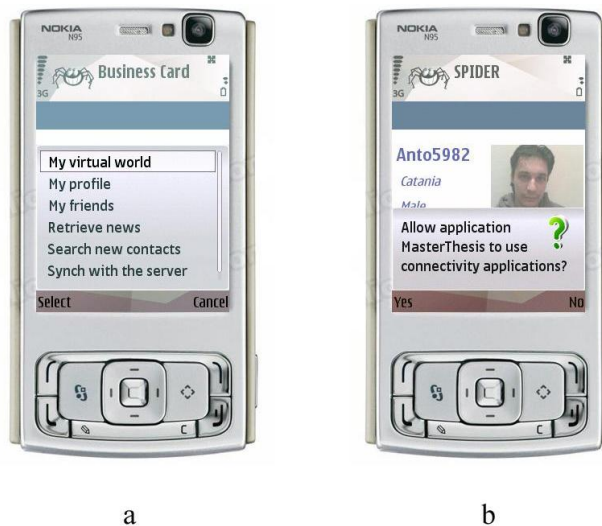 NOKIA
N95
3G
Business Card
My virtual world
My profile
My friends
Retrieve news
Search new contacts
Synch with the server
Select Cancel
C
a
NOKIA
N95
3G
SPIDER
Anto5982
Catania
Male
Allow application
MasterThesis to use
connectivity applications?
Yes No
C
b